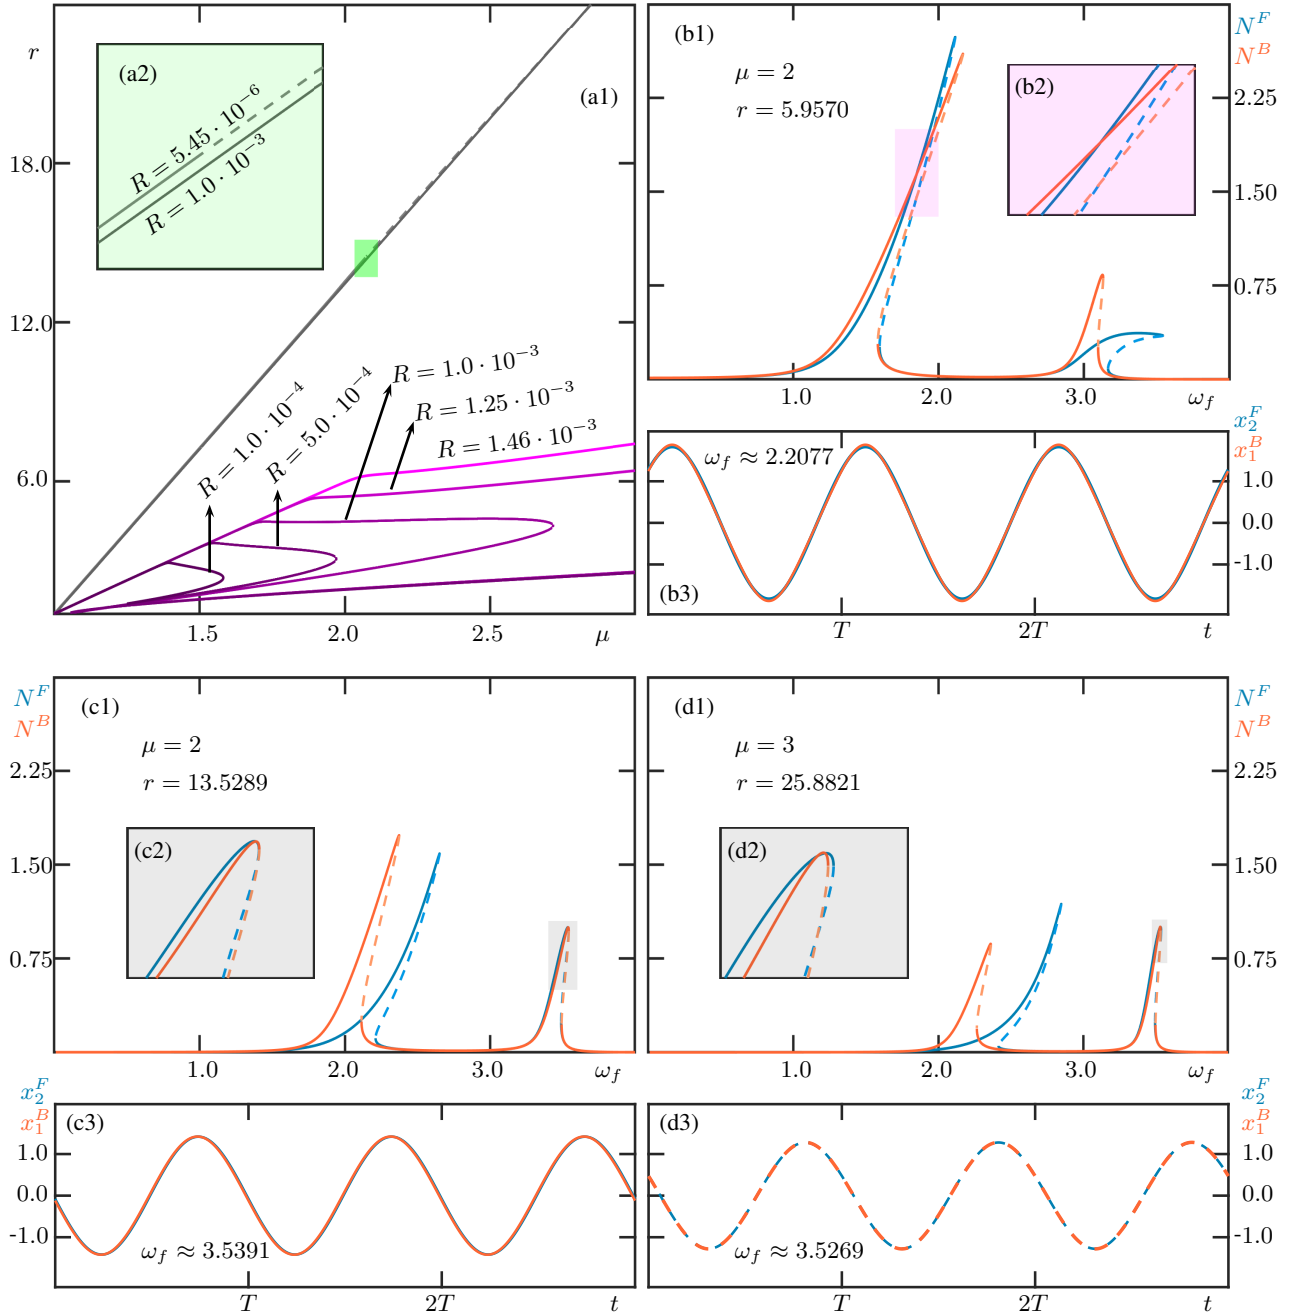 r
(a2)
R = 5.45 · 10⁻⁶
R = 1.0 · 10⁻³
(a1)
18.0
12.0
6.0
R = 1.0 · 10⁻⁴
R = 5.0 · 10⁻⁴
R = 1.0 · 10⁻³
R = 1.25 · 10⁻³
R = 1.46 · 10⁻³
1.5
2.0
2.5
μ
(b1)
μ = 2
r = 5.9570
(b2)
N^F
N^B
2.25
1.50
0.75
1.0
2.0
3.0
ω_f
x_2^F
x_1^B
ω_f ≈ 2.2077
1.0
0.0
-1.0
(b3)
T
2T
t
N^F
N^B
(c1)
μ = 2
r = 13.5289
2.25
(c2)
1.50
0.75
1.0
2.0
3.0
ω_f
x_2^F
x_1^B
(c3)
1.0
0.0
-1.0
ω_f ≈ 3.5391
T
2T
t
(d1)
N^F
N^B
μ = 3
r = 25.8821
2.25
(d2)
1.50
0.75
1.0
2.0
3.0
ω_f
x_2^F
x_1^B
(d3)
1.0
0.0
-1.0
ω_f ≈ 3.5269
T
2T
t